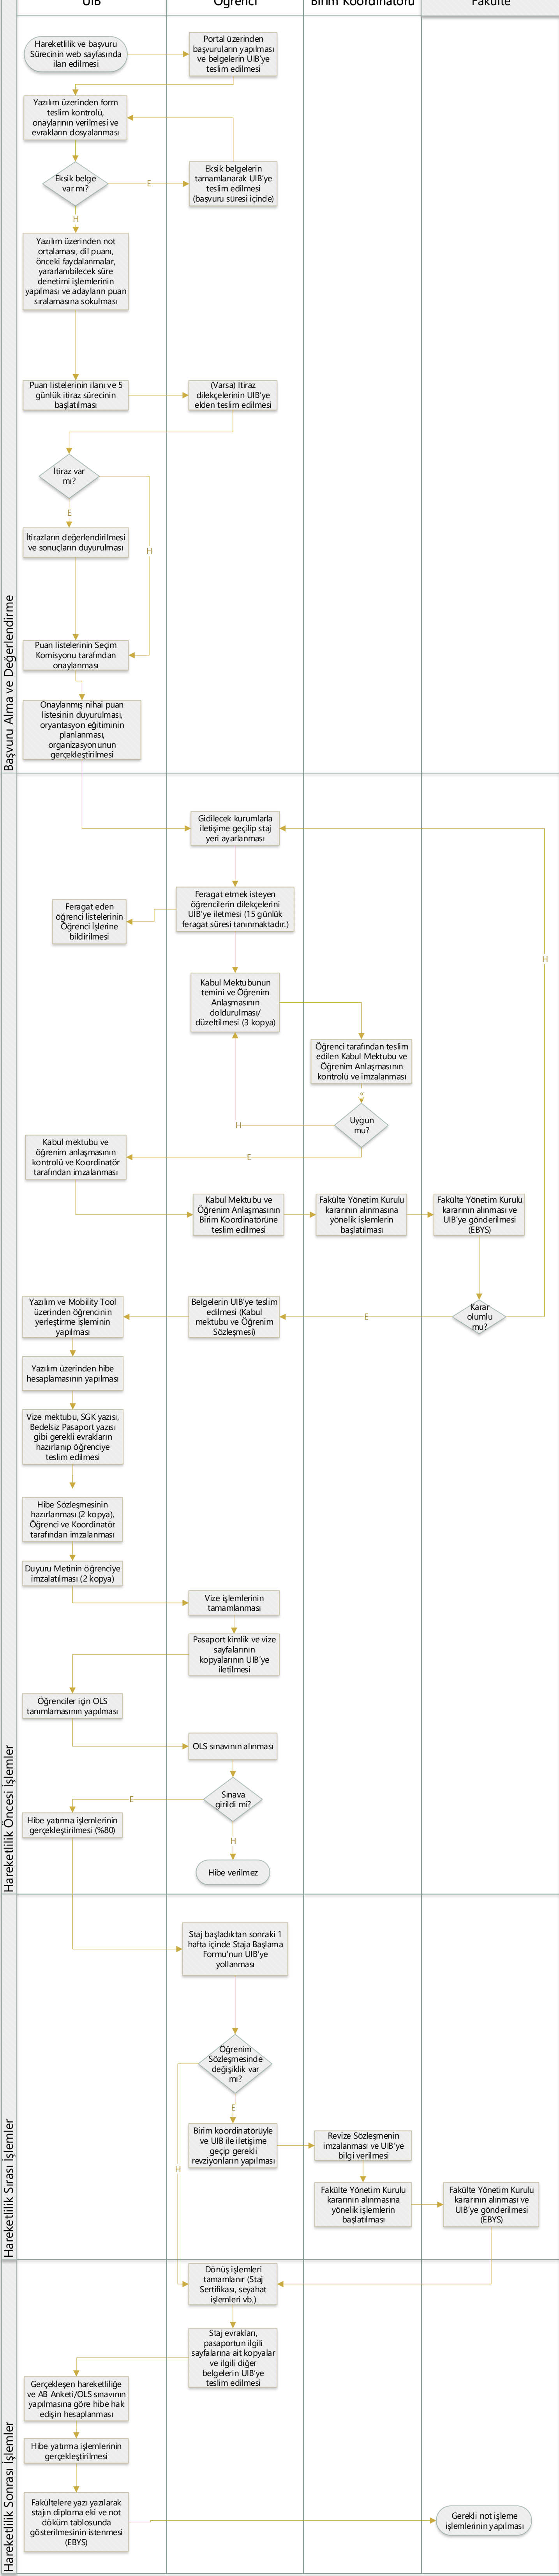 UİB
Öğrenci
Birim Koordinatörü
Fakülte
Başvuru Alma ve Değerlendirme
Hareketlilik ve başvuru
Sürecinin web sayfasında
ilan edilmesi
Portal üzerinden
başvuruların yapılması
ve belgelerin UIB'ye
teslim edilmesi
Yazılım üzerinden form
teslim kontrolü,
onaylarının verilmesi ve
evrakların dosyalanması
Eksik belge
var mı?
E
Eksik belgelerin
tamamlanarak UIB'ye
teslim edilmesi
(başvuru süresi içinde)
H
Yazılım üzerinden not
ortalaması, dil puanı,
önceki faydalanmalar,
yararlanıbilecek süre
denetimi işlemlerinin
yapılması ve adayların puan
sıralamasına sokulması
Puan listelerinin ilanı ve 5
günlük itiraz sürecinin
başlatılması
(Varsa) İtiraz
dilekçelerinin UIB'ye
elden teslim edilmesi
İtiraz var
mı?
E
H
İtirazların değerlendirilmesi
ve sonuçların duyurulması
Puan listelerinin Seçim
Komisyonu tarafından
onaylanması
Onaylanmış nihai puan
listesinin duyurulması,
oryantasyon eğitiminin
planlanması,
organizasyonunun
gerçekleştirilmesi
Hareketlilik Öncesi İşlemler
Gidilecek kurumlarla
iletişime geçilip staj
yeri ayarlanması
Feragat etmek isteyen
öğrencilerin dilekçelerini
UIB'ye iletmesi (15 günlük
feragat süresi tanınmaktadır.)
Feragat eden
öğrenci listelerinin
Öğrenci İşlerine
bildirilmesi
H
Kabul Mektubunun
temini ve Öğrenim
Anlaşmasının
doldurulması/
düzeltilmesi (3 kopya)
Öğrenci tarafından teslim
edilen Kabul Mektubu ve
Öğrenim Anlaşmasının
kontrolü ve imzalanması
Uygun
mu?
H
E
Kabul mektubu ve
öğrenim anlaşmasının
kontrolü ve Koordinatör
tarafından imzalanması
Kabul Mektubu ve
Öğrenim Anlaşmasının
Birim Koordinatörüne
teslim edilmesi
Fakülte Yönetim Kurulu
kararının alınmasına
yönelik işlemlerin
başlatılması
Fakülte Yönetim Kurulu
kararının alınması ve
UIB'ye gönderilmesi
(EBYS)
Karar
olumlu
mu?
E
Belgelerin UIB'ye teslim
edilmesi (Kabul
mektubu ve Öğrenim
Sözleşmesi)
Yazılım ve Mobility Tool
üzerinden öğrencinin
yerleştirme işleminin
yapılması
Yazılım üzerinden hibe
hesaplamasının yapılması
Vize mektubu, SGK yazısı,
Bedelsiz Pasaport yazısı
gibi gerekli evrakların
hazırlanıp öğrenciye
teslim edilmesi
Hibe Sözleşmesinin
hazırlanması (2 kopya),
Öğrenci ve Koordinatör
tarafından imzalanması
Duyuru Metinin öğrenciye
imzalatılması (2 kopya)
Vize işlemlerinin
tamamlanması
Pasaport kimlik ve vize
sayfalarının
kopyalarının UIB'ye
iletilmesi
Öğrenciler için OLS
tanımlamasının yapılması
OLS sınavının alınması
Sınava
girildi mi?
E
H
Hibe yatırma işlemlerinin
gerçekleştirilmesi (%80)
Hibe verilmez
Hareketlilik Sırası İşlemler
Staj başladıktan sonraki 1
hafta içinde Staja Başlama
Formu'nun UIB'ye
yollanması
Öğrenim
Sözleşmesinde
değişiklik var
mı?
E
H
Birim koordinatörüyle
ve UIB ile iletişime
geçip gerekli
revziyonların yapılması
Revize Sözleşmenin
imzalanması ve UIB'ye
bilgi verilmesi
Fakülte Yönetim Kurulu
kararının alınmasına
yönelik işlemlerin
başlatılması
Fakülte Yönetim Kurulu
kararının alınması ve
UIB'ye gönderilmesi
(EBYS)
Hareketlilik Sonrası İşlemler
Dönüş işlemleri
tamamlanır (Staj
Sertifikası, seyahat
işlemleri vb.)
Staj evrakları,
pasaportun ilgili
sayfalarına ait kopyalar
ve ilgili diğer
belgelerin UIB'ye
teslim edilmesi
Gerçekleşen hareketliliğe
ve AB Anketi/OLS sınavının
yapılmasına göre hibe hak
edişin hesaplanması
Hibe yatırma işlemlerinin
gerçekleştirilmesi
Fakültelere yazı yazılarak
stajın diploma eki ve not
döküm tablosunda
gösterilmesinin istenmesi
(EBYS)
Gerekli not işleme
işlemlerinin yapılması